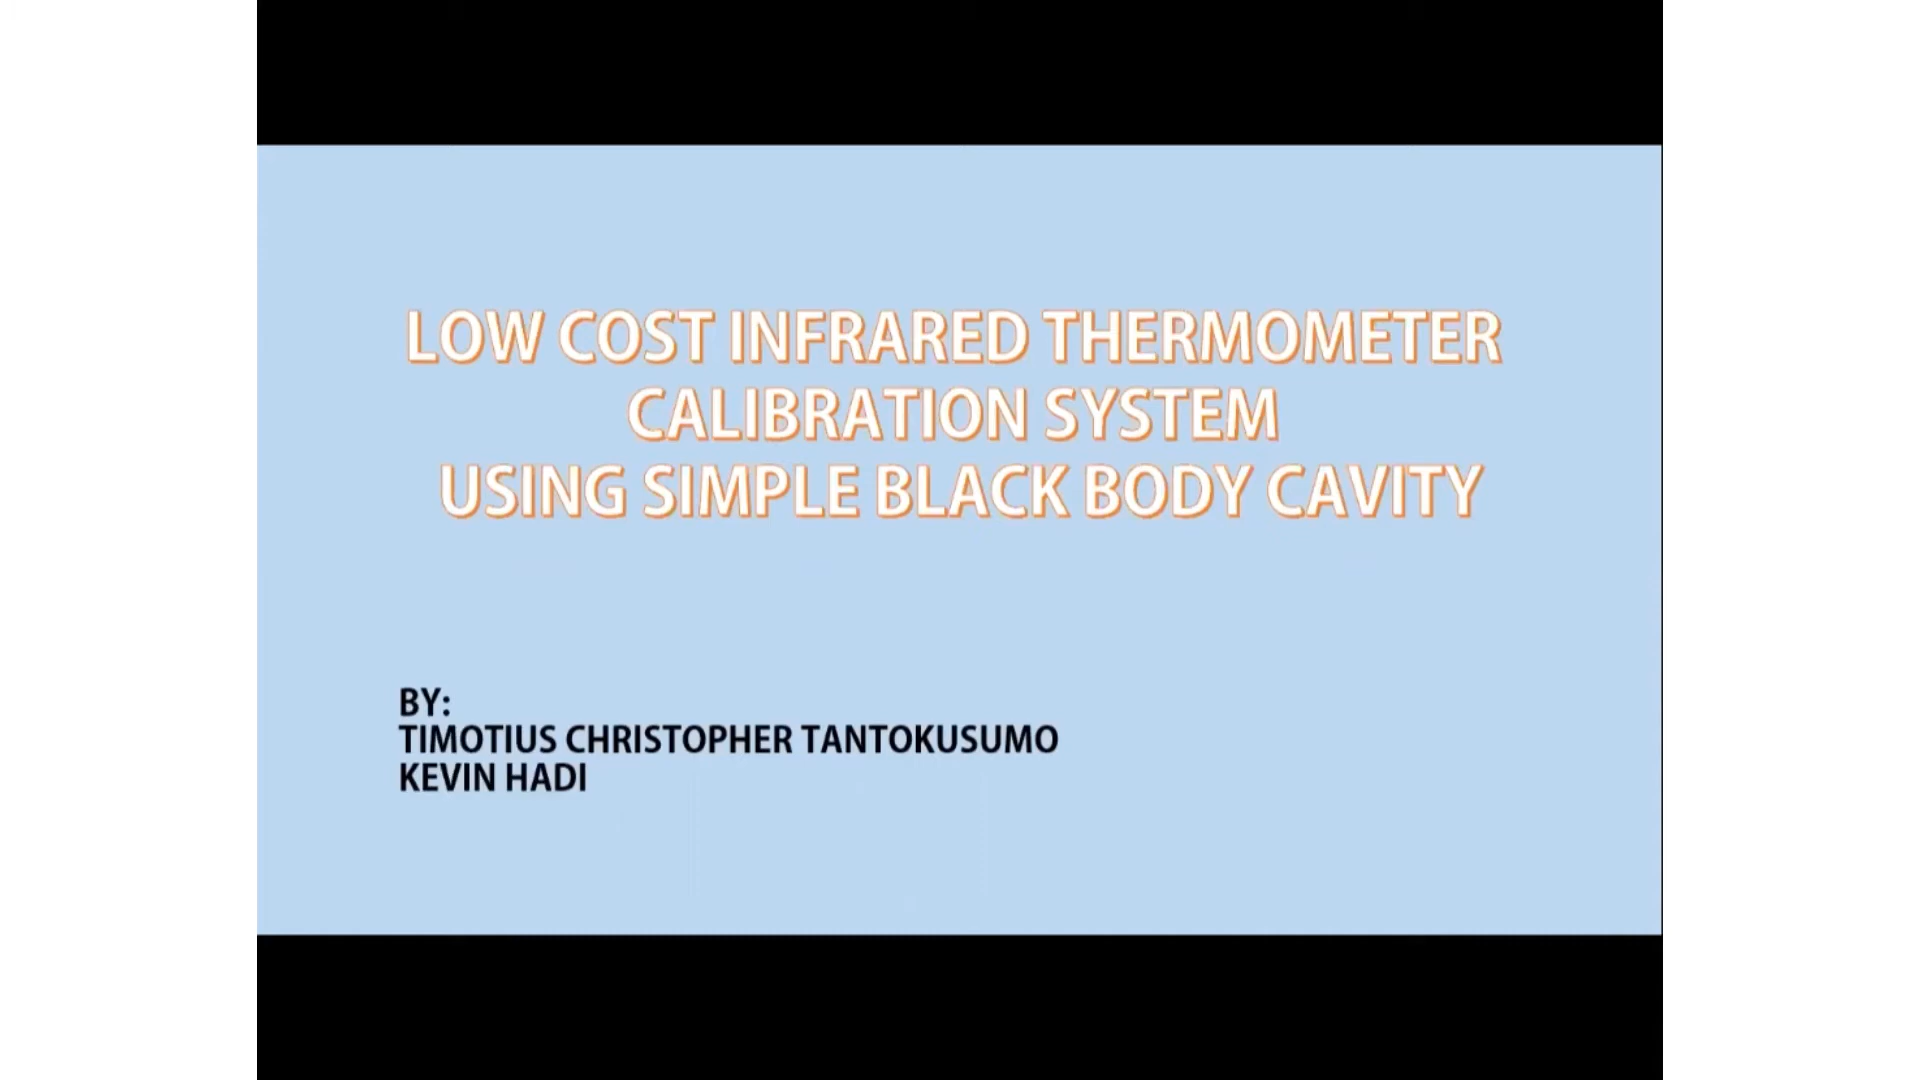 LOW COST INFRARED THERMOMETER
CALIBRATION SYSTEM
USING SIMPLE BLACK BODY CAVITY
BY:
TIMOTIUS CHRISTOPHER TANTOKUSUMO
KEVIN HADI